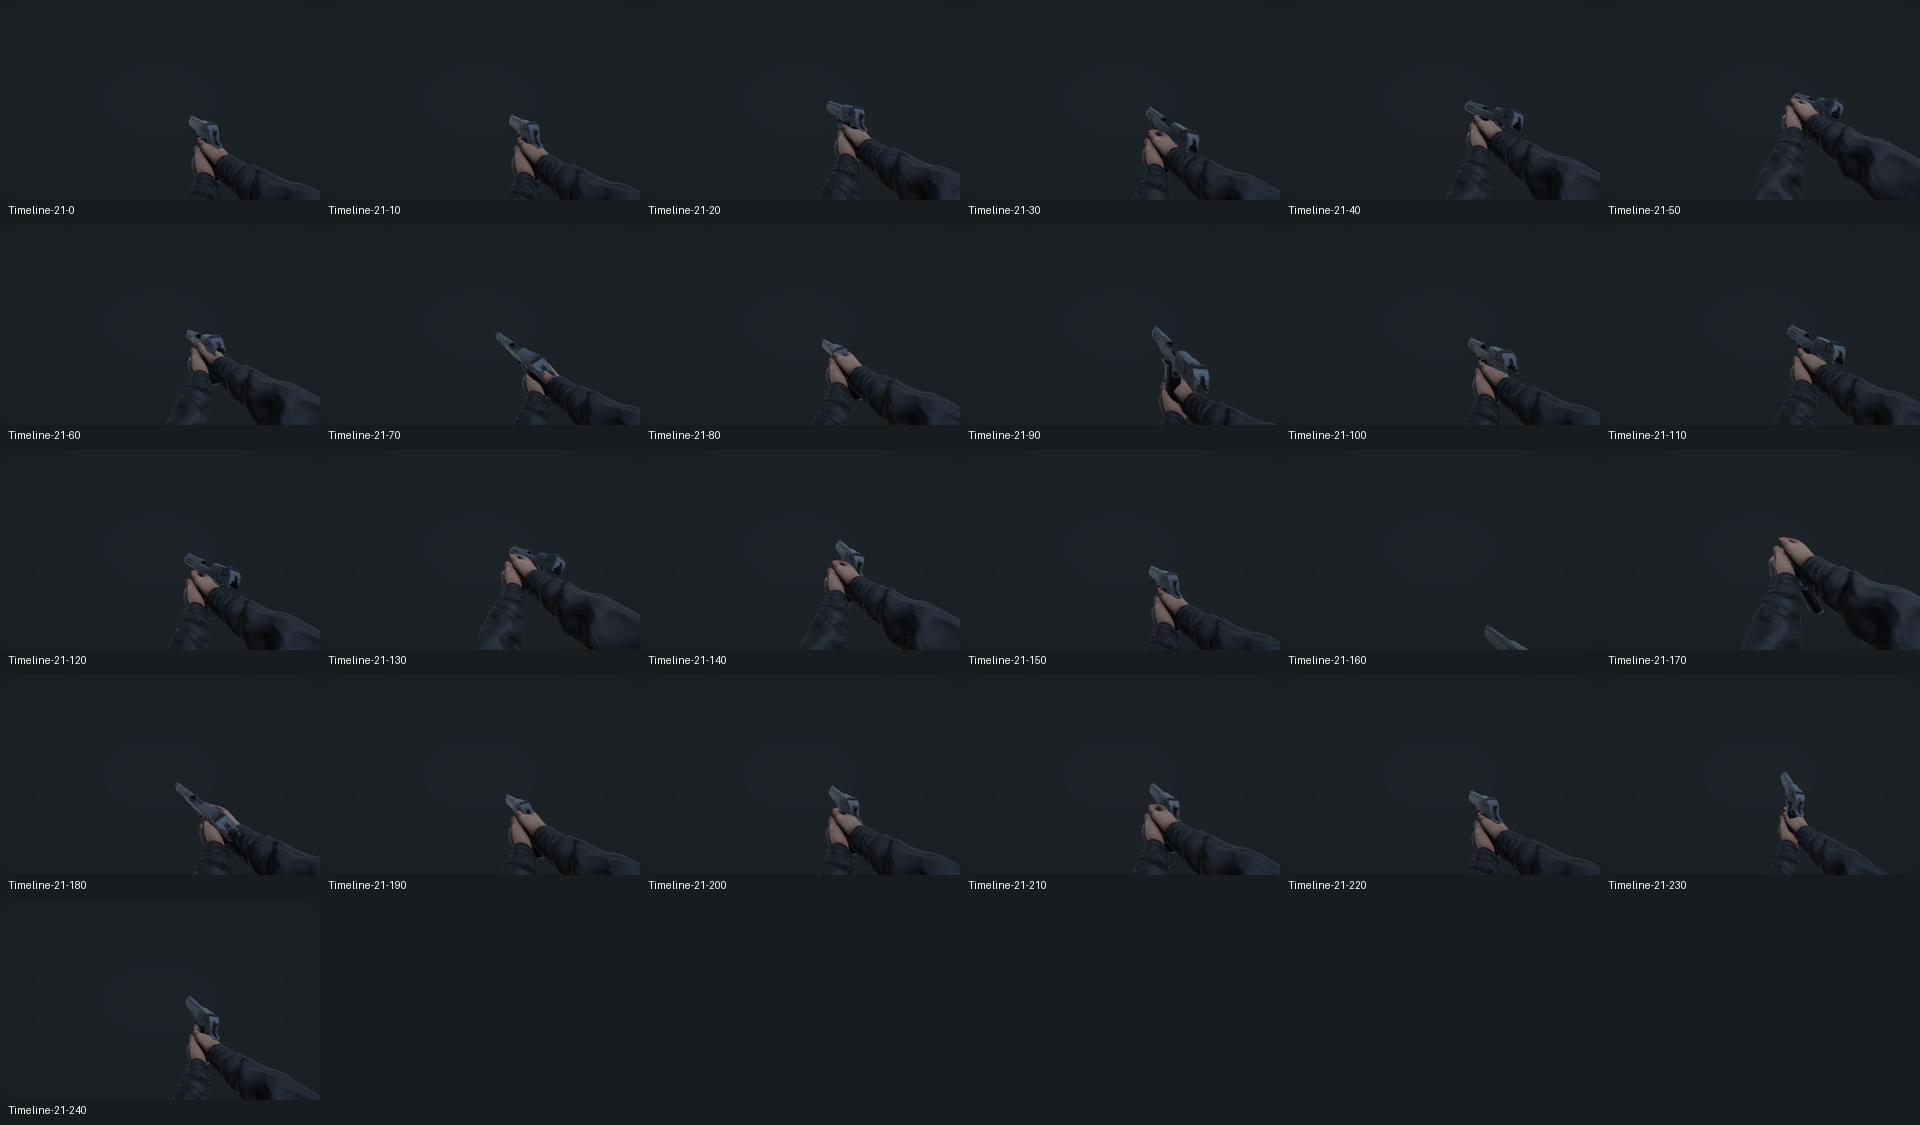 Timeline-21-0
Timeline-21-10
Timeline-21-20
Timeline-21-30
Timeline-21-40
Timeline-21-50
Timeline-21-60
Timeline-21-70
Timeline-21-80
Timeline-21-90
Timeline-21-100
Timeline-21-110
Timeline-21-120
Timeline-21-130
Timeline-21-140
Timeline-21-150
Timeline-21-160
Timeline-21-170
Timeline-21-180
Timeline-21-190
Timeline-21-200
Timeline-21-210
Timeline-21-220
Timeline-21-230
Timeline-21-240